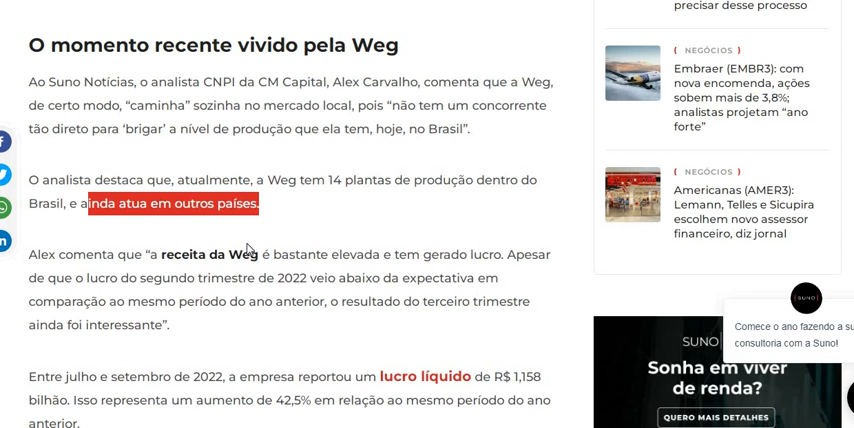 O momento recente vivido pela Weg
Ao Suno Notícias, o analista CNPI da CM Capital, Alex Carvalho, comenta que a Weg,
de certo modo, “caminha” sozinha no mercado local, pois “não tem um concorrente
tão direto para ‘brigar’ a nível de produção que ela tem, hoje, no Brasil”.
O analista destaca que, atualmente, a Weg tem 14 plantas de produção dentro do
Brasil, e ainda atua em outros países.
Alex comenta que “a receita da Weg é bastante elevada e tem gerado lucro. Apesar
de que o lucro do segundo trimestre de 2022 veio abaixo da expectativa em
comparação ao mesmo período do ano anterior, o resultado do terceiro trimestre
ainda foi interessante”.
Entre julho e setembro de 2022, a empresa reportou um lucro líquido de R$ 1,158
bilhão. Isso representa um aumento de 42,5% em relação ao mesmo período do ano
anterior.
precisar desse processo
( NEGÓCIOS )
Embraer (EMBR3): com
nova encomenda, ações
sobem mais de 3,8%;
analistas projetam “ano
forte”
( NEGÓCIOS )
Americanas (AMER3):
Lemann, Telles e Sicupira
escolhem novo assessor
financeiro, diz jornal
(SUNO)
Comece o ano fazendo a su
consultoria com a Suno!
SUNO
Sonha em viver
de renda?
QUERO MAIS DETALHES